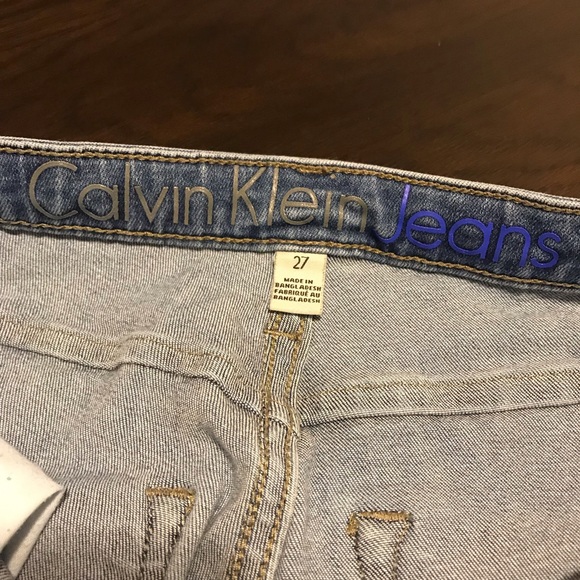 Calvin Klein Jeans
27
MADE IN
BANGLADESH
FABRIQUÉ AU
BANGLADESH